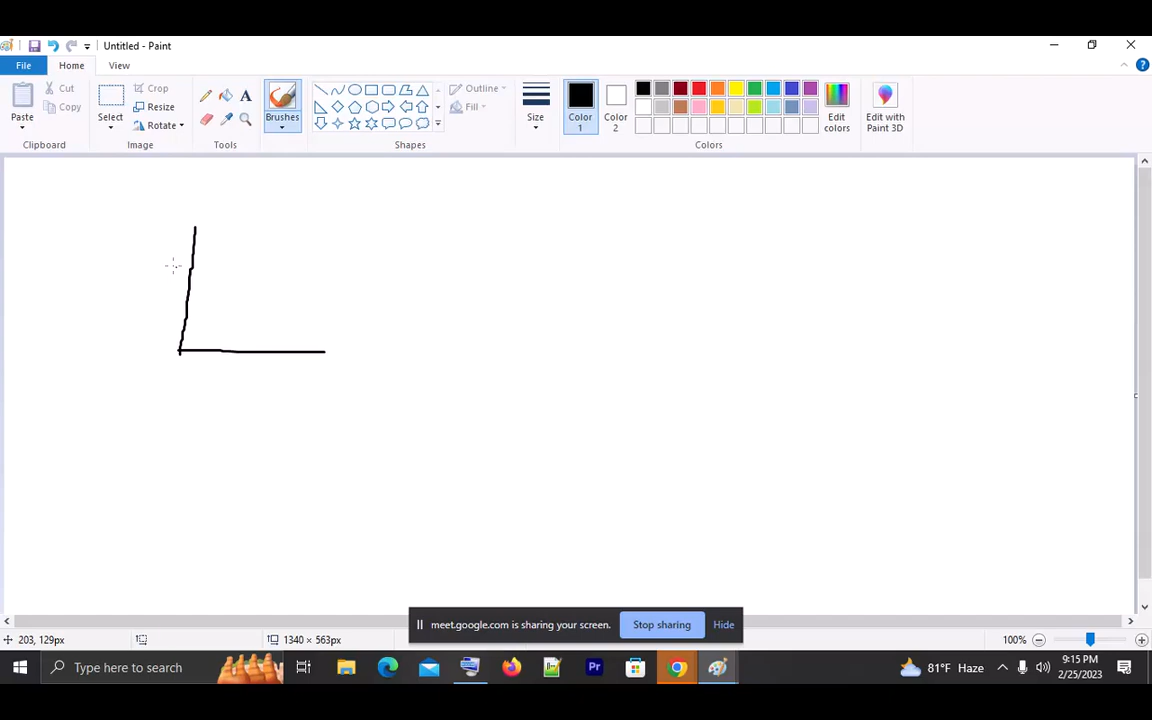 Untitled - Paint
File Home View
Cut
Copy
Paste
Crop
Resize
Rotate
Select
Brushes
Outline
Fill
Size
Color 1
Color 2
Edit colors
Edit with Paint 3D
Clipboard Image Tools Shapes Colors
meet.google.com is sharing your screen. Stop sharing Hide
203, 129px 1340 × 563px 100%
Type here to search
Pr
81°F Haze
9:15 PM
2/25/2023